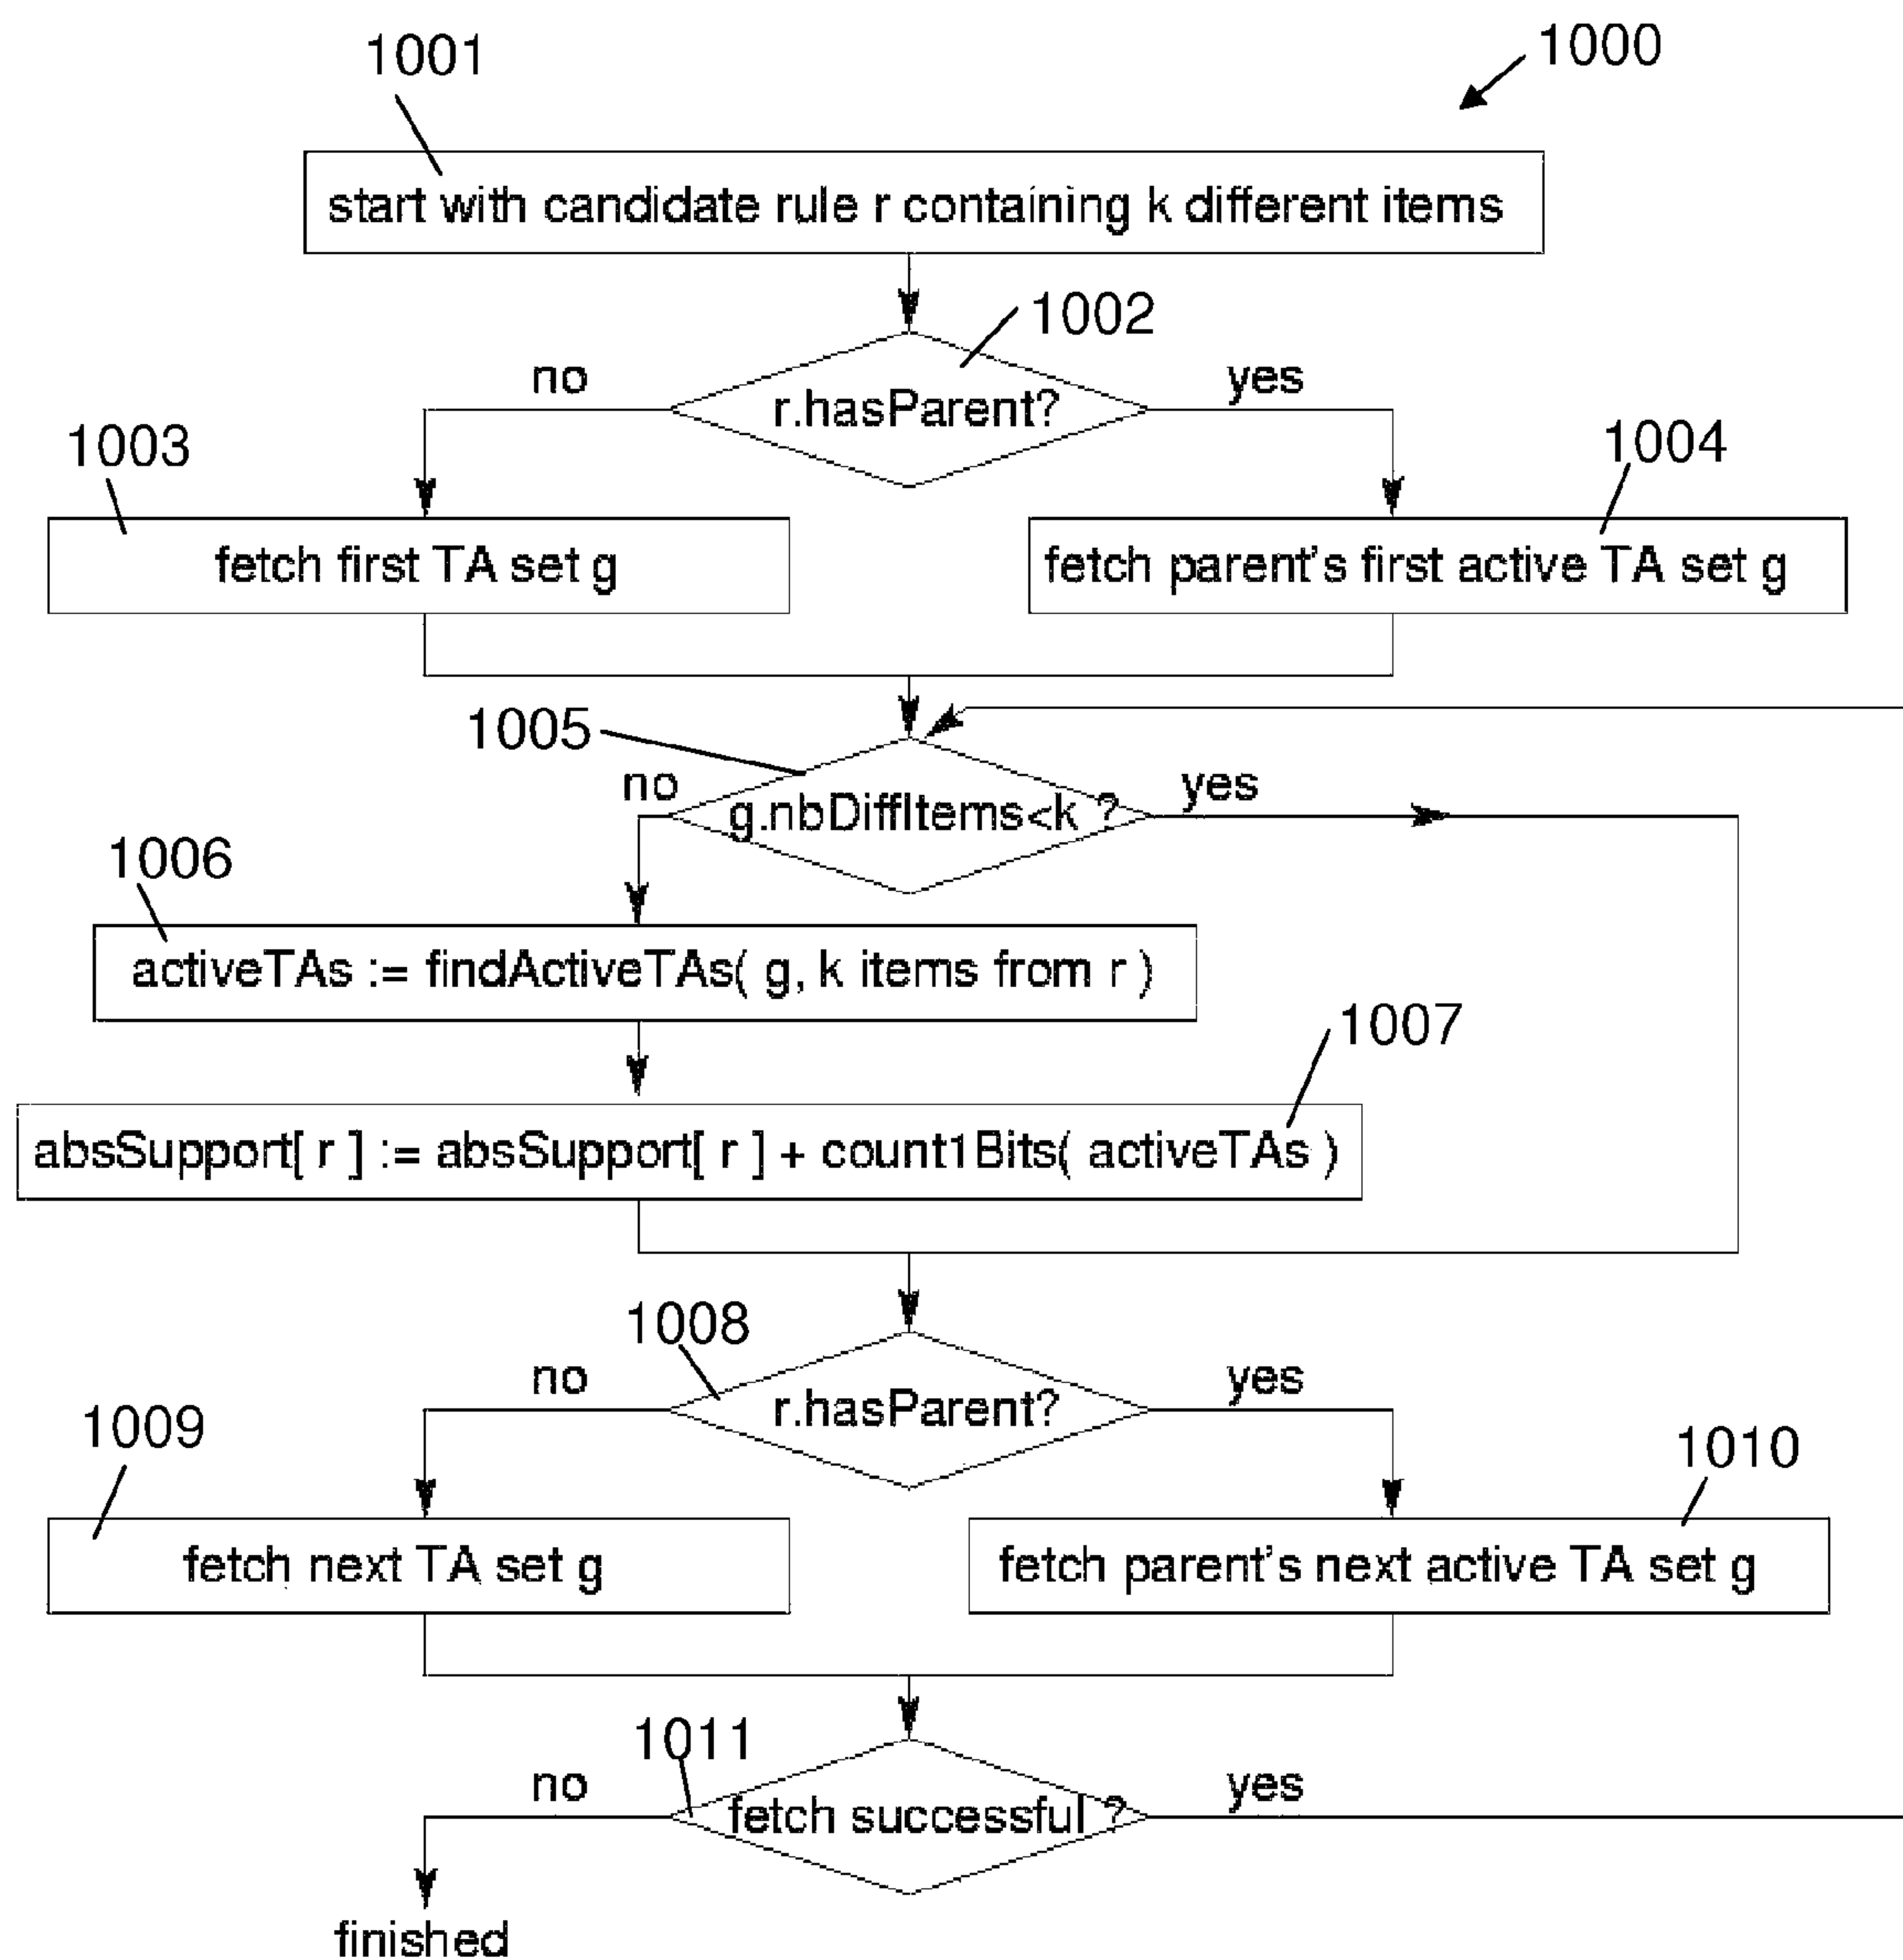 1001
1000
start with candidate rule r containing k different items
1002
no
r.hasParent?
yes
1003
1004
fetch first TA set g
fetch parent's first active TA set g
1005
no
g.nbDiffItems<k ?
yes
1006
activeTAs := findActiveTAs( g, k items from r )
1007
absSupport[ r ] := absSupport[ r ] + count1Bits( activeTAs )
1008
no
r.hasParent?
yes
1009
1010
fetch next TA set g
fetch parent's next active TA set g
1011
no
fetch successful ?
yes
finished